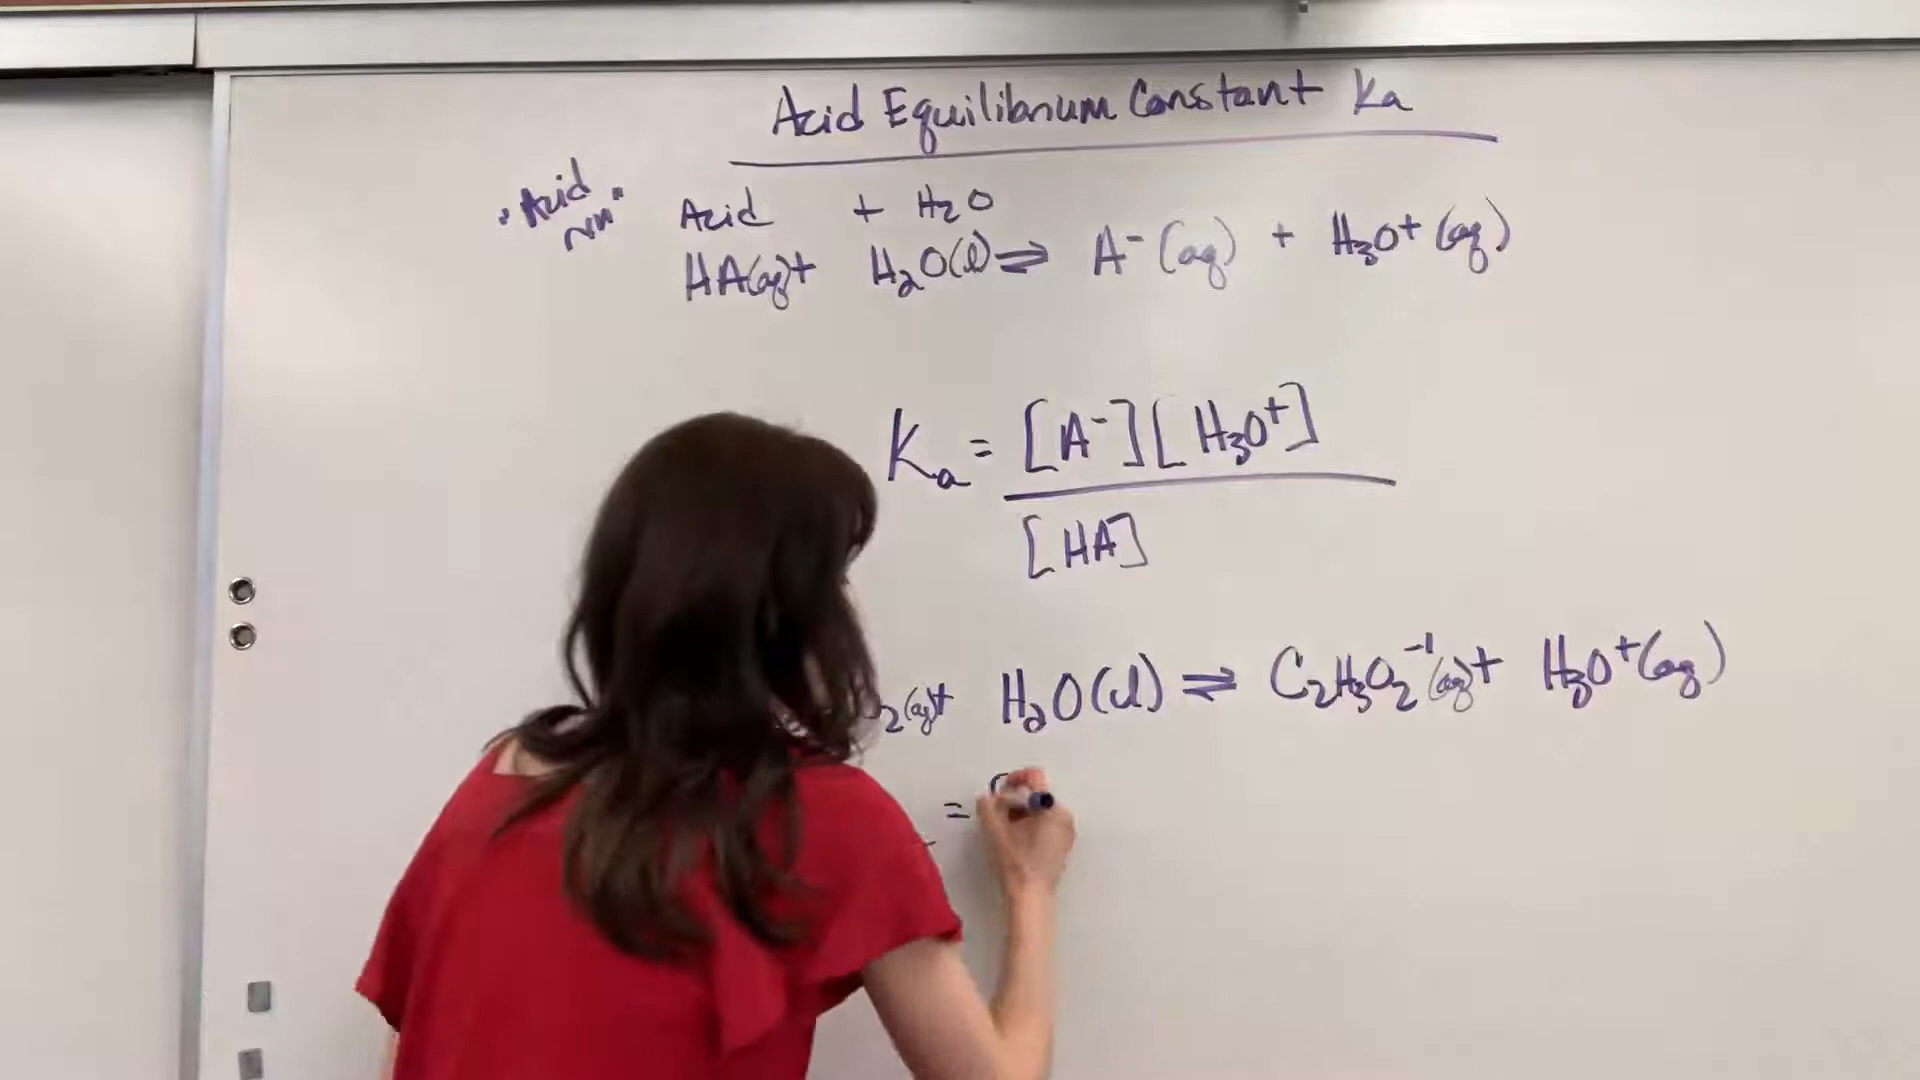 Acid Equilibrium Constant Ka
"Acid rxn"
Acid + H2O
HA(aq) + H2O(l) ⇌ A⁻ (aq) + H3O⁺ (aq)
Ka = [A⁻][H3O⁺]
[HA]
2(aq) + H2O(l) ⇌ C2H3O2⁻¹(aq) + H3O⁺(aq)
=